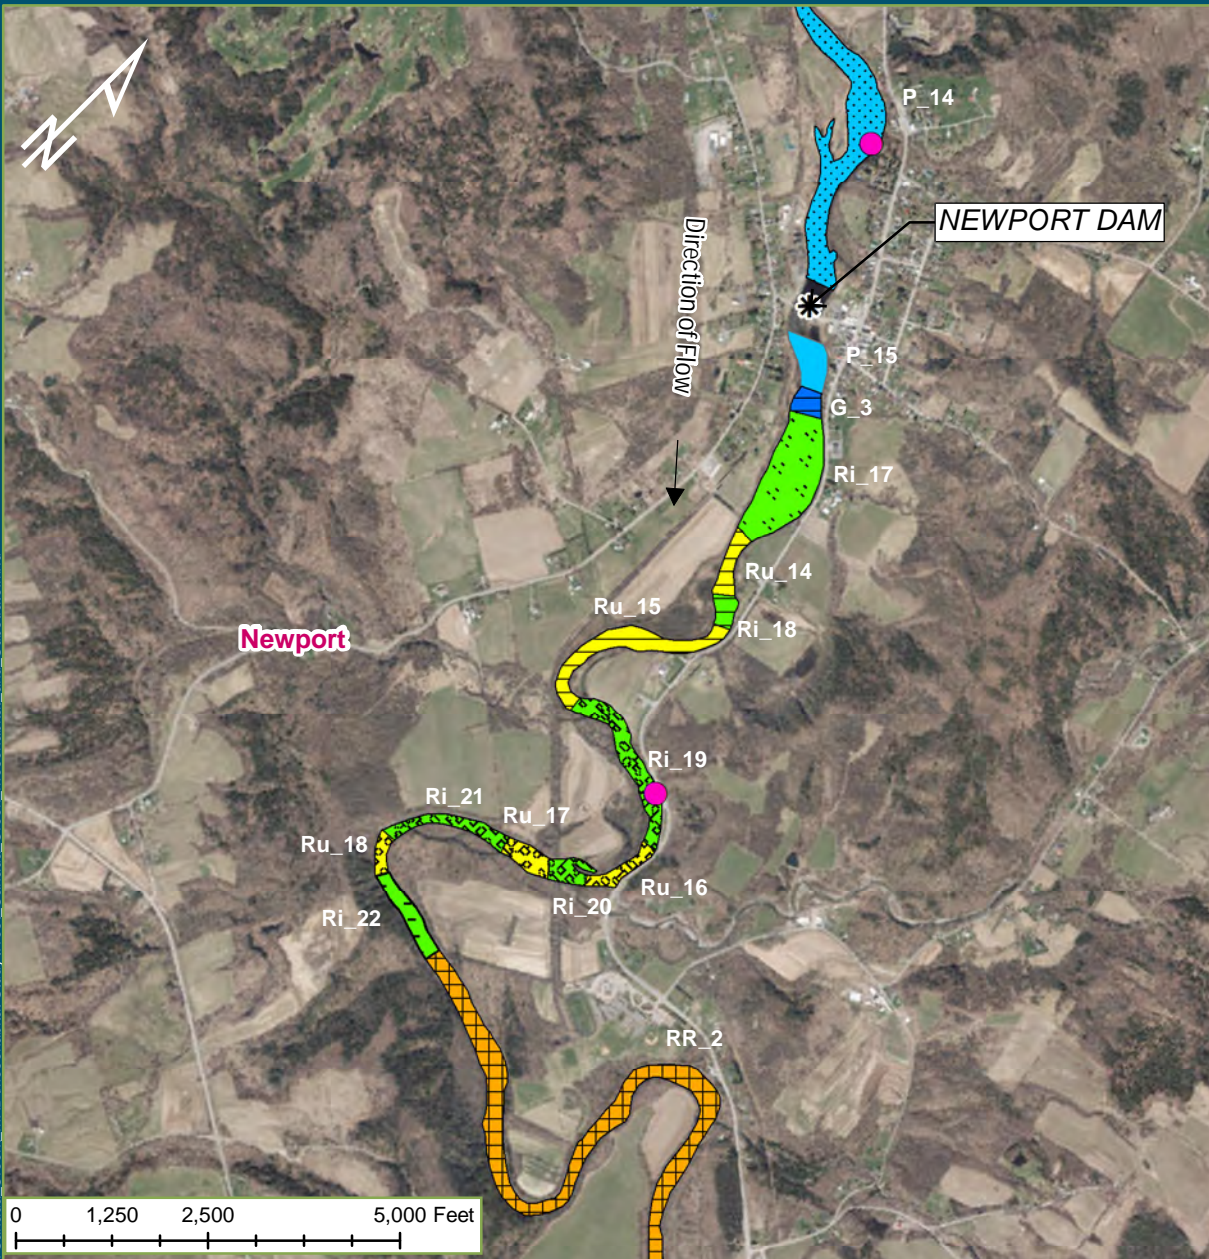 N
P_14
NEWPORT DAM
Direction of Flow
P_15
G_3
Ri_17
Ru_14
Ru_15
Ri_18
Newport
Ri_19
Ri_21
Ru_17
Ru_18
Ru_16
Ri_20
Ri_22
RR_2
0 1,250 2,500 5,000 Feet